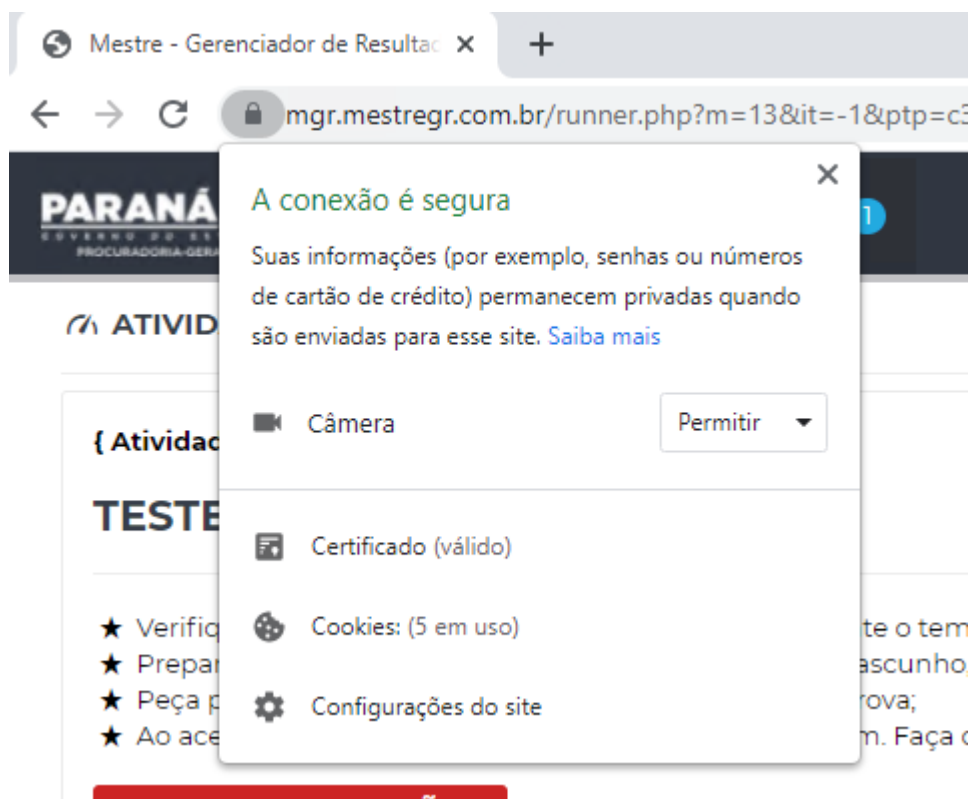 Mestre - Gerenciador de Resultac
mgr.mestregr.com.br/runner.php?m=13&it=-1&ptp=c3
PARANÁ
PROCURADORIA-GERA
1
A conexão é segura
Suas informações (por exemplo, senhas ou números
de cartão de crédito) permanecem privadas quando
são enviadas para esse site. Saiba mais
ATIVID
Câmera
Permitir
{ Atividad
TESTE
Certificado (válido)
Cookies: (5 em uso)
Configurações do site
★ Verifiq
te o tem
★ Prepar
ascunho,
★ Peça p
rova;
★ Ao ace
m. Faça